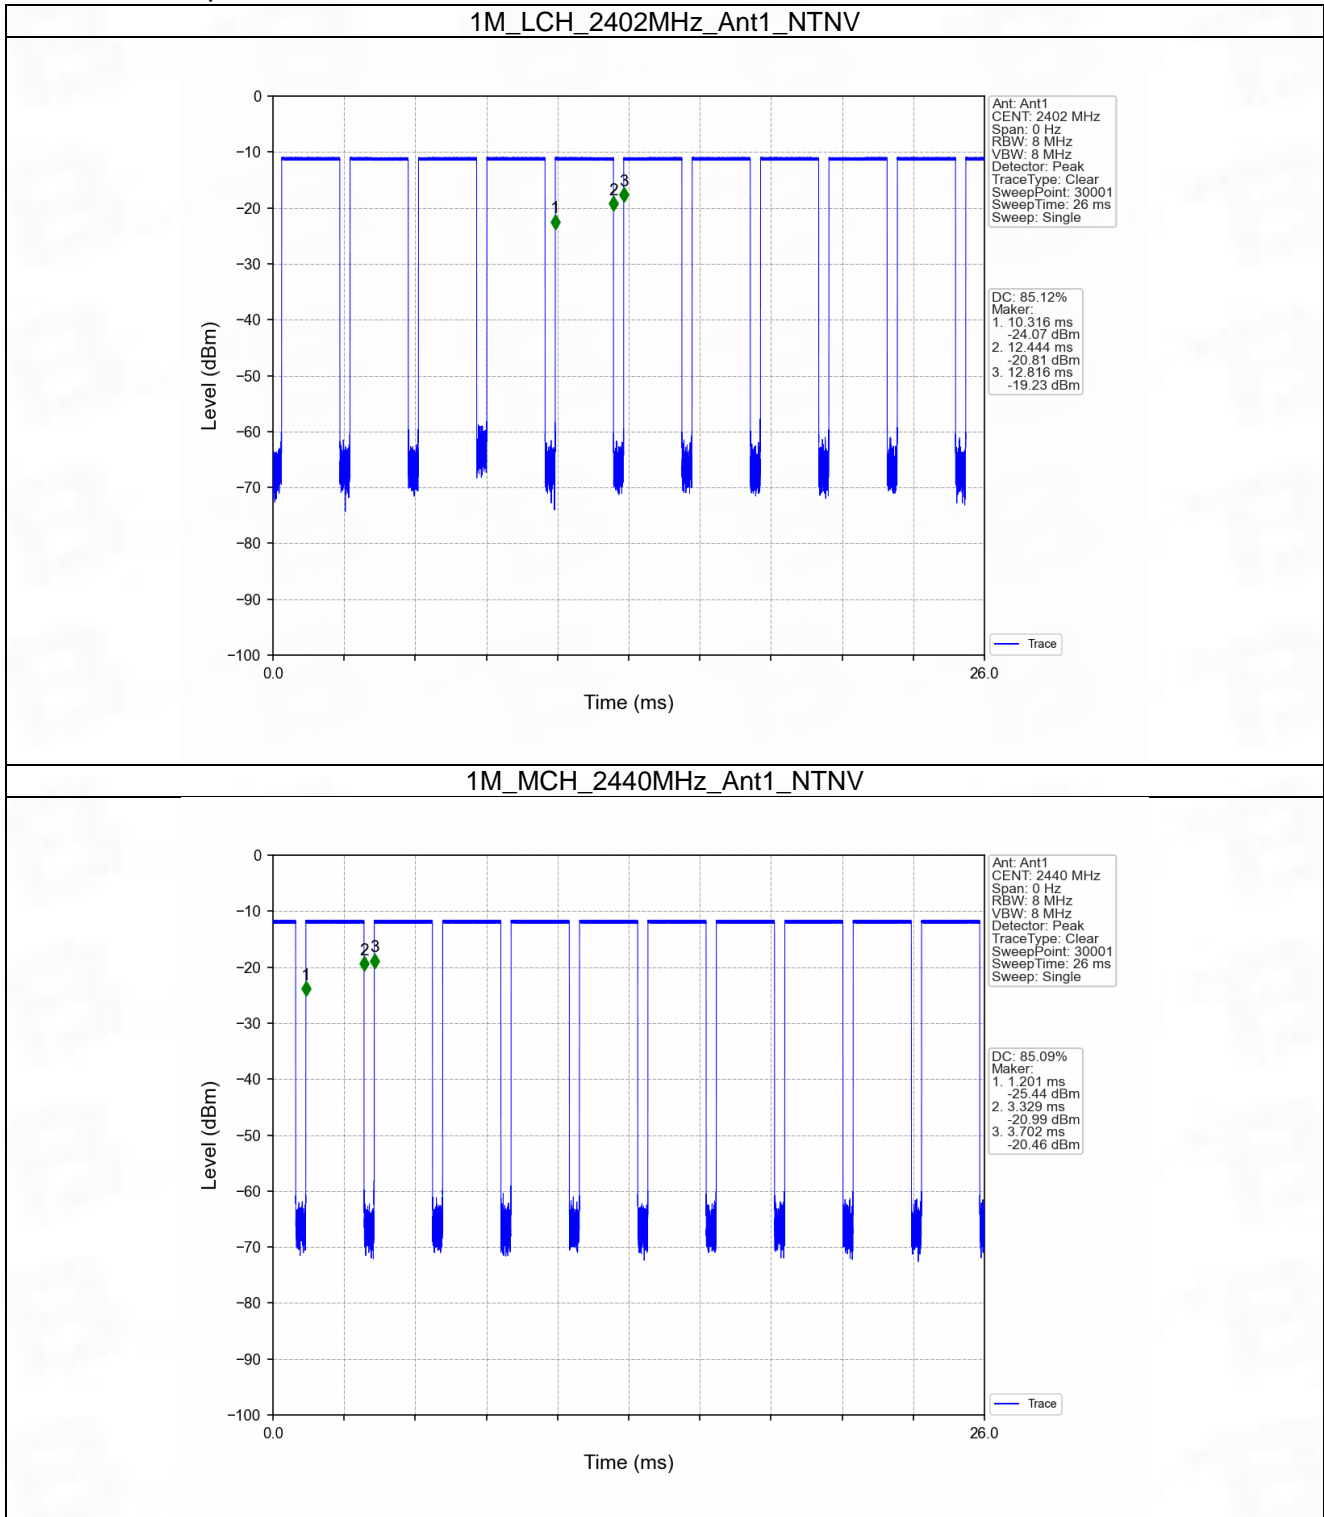 1M_LCH_2402MHz_Ant1_NTNV
0
−10
−20
−30
−40
−50
−60
−70
−80
−90
−100
Level (dBm)
1
2
3
0.0
26.0
Time (ms)
Ant: Ant1
CENT: 2402 MHz
Span: 0 Hz
RBW: 8 MHz
VBW: 8 MHz
Detector: Peak
TraceType: Clear
SweepPoint: 30001
SweepTime: 26 ms
Sweep: Single
DC: 85.12%
Maker:
1. 10.316 ms
-24.07 dBm
2. 12.444 ms
-20.81 dBm
3. 12.816 ms
-19.23 dBm
Trace
1M_MCH_2440MHz_Ant1_NTNV
0
−10
−20
−30
−40
−50
−60
−70
−80
−90
−100
Level (dBm)
1
2
3
0.0
26.0
Time (ms)
Ant: Ant1
CENT: 2440 MHz
Span: 0 Hz
RBW: 8 MHz
VBW: 8 MHz
Detector: Peak
TraceType: Clear
SweepPoint: 30001
SweepTime: 26 ms
Sweep: Single
DC: 85.09%
Maker:
1. 1.201 ms
-25.44 dBm
2. 3.329 ms
-20.99 dBm
3. 3.702 ms
-20.46 dBm
Trace